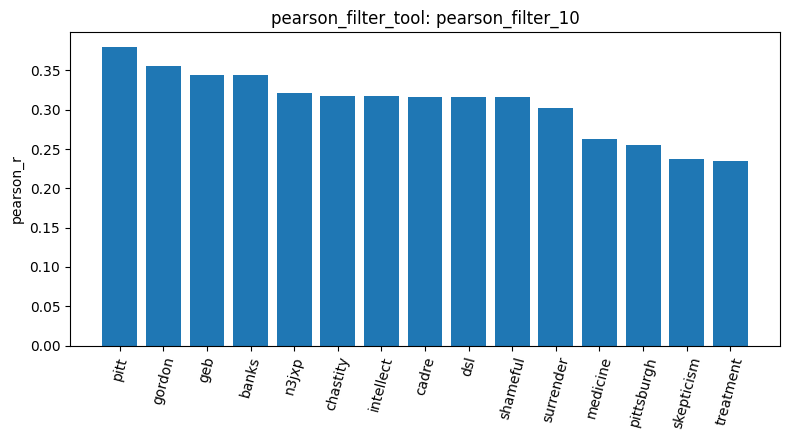 pearson_filter_tool: pearson_filter_10
pearson_r
0.35
0.30
0.25
0.20
0.15
0.10
0.05
0.00
pitt
gordon
geb
banks
n3jxp
chastity
intellect
cadre
dsl
shameful
surrender
medicine
pittsburgh
skepticism
treatment